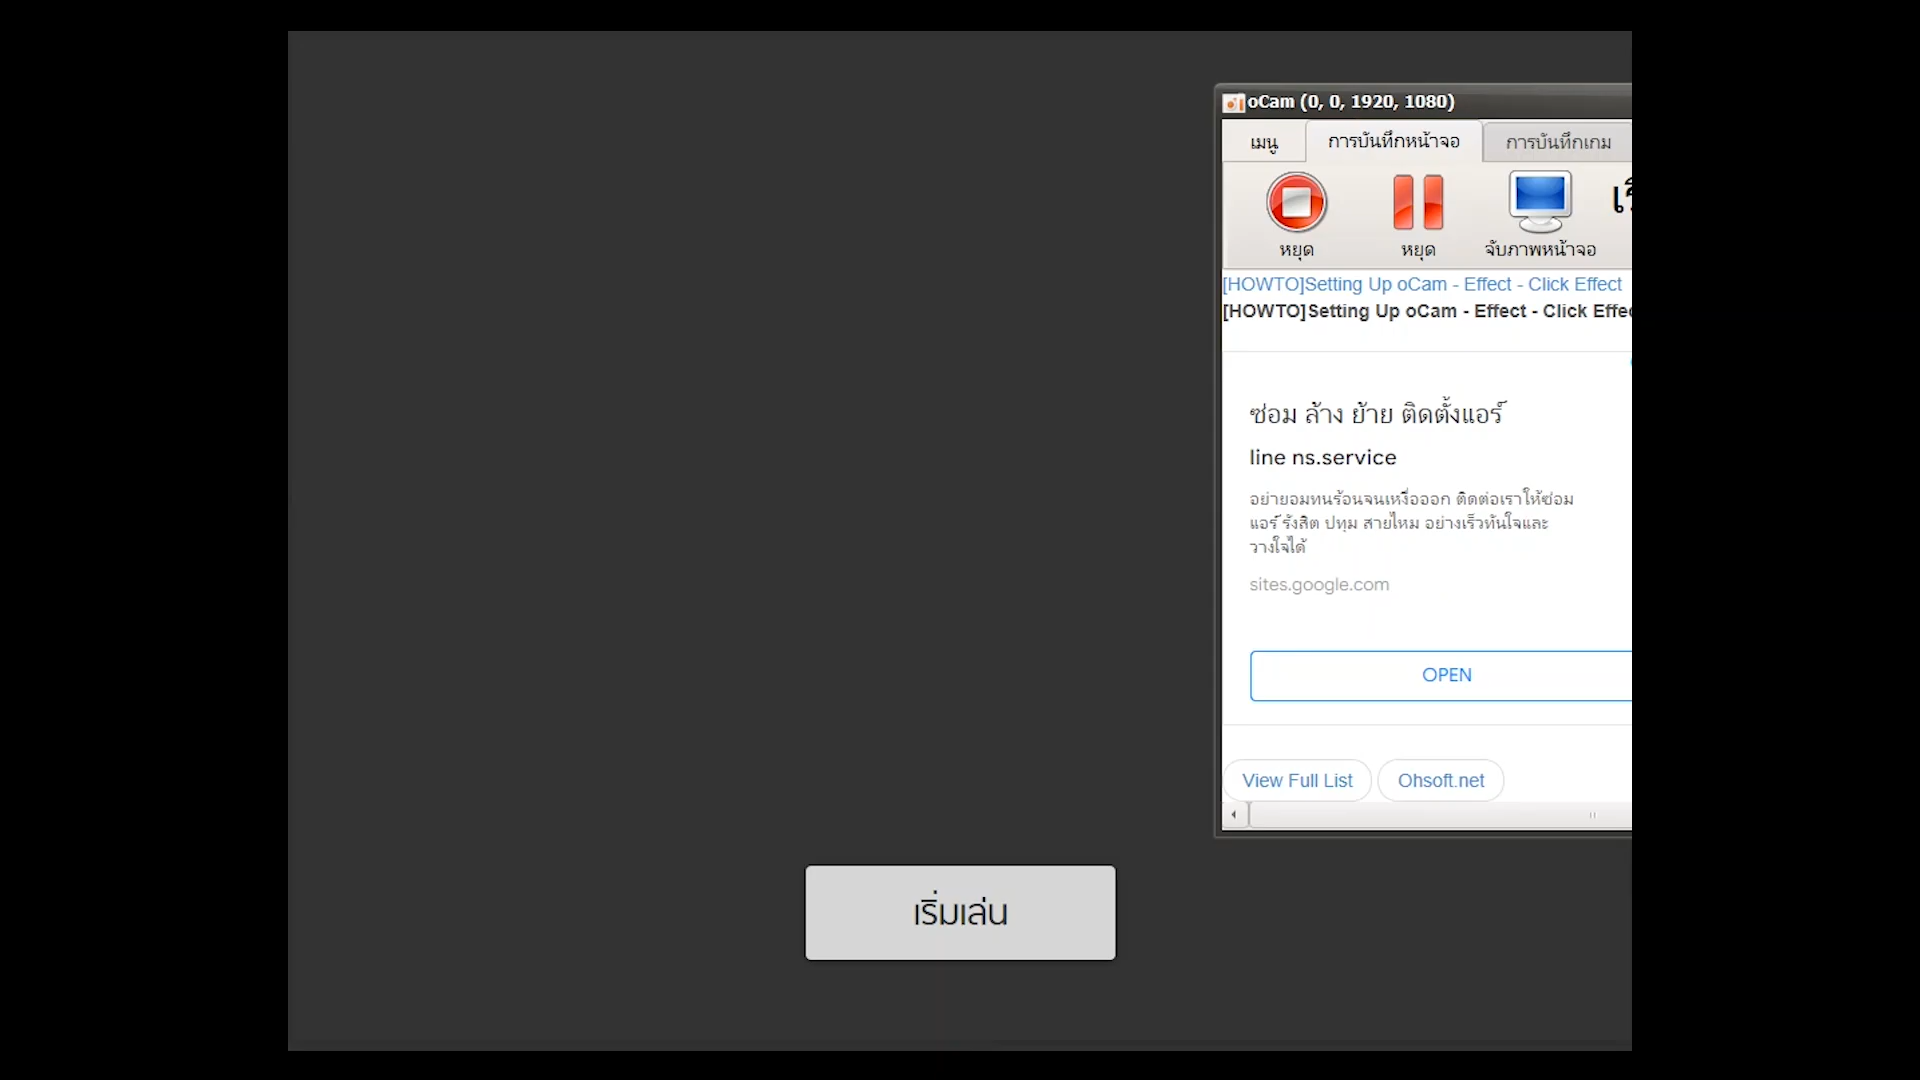 oCam (0, 0, 1920, 1080)
เมนู
การบันทึกหน้าจอ
การบันทึกเกม
หยุด
หยุด
จับภาพหน้าจอ
[HOWTO]Setting Up oCam - Effect - Click Effect
[HOWTO]Setting Up oCam - Effect - Click Effec
ซ่อม ล้าง ย้าย ติดตั้งแอร์
line ns.service
อย่ายอมทนร้อนจนเหงื่อออก ติดต่อเราให้ซ่อม
แอร์ รังสิต ปทุม สายไหม อย่างเร็วทันใจและ
วางใจได้
sites.google.com
OPEN
View Full List
Ohsoft.net
เริ่มเล่น